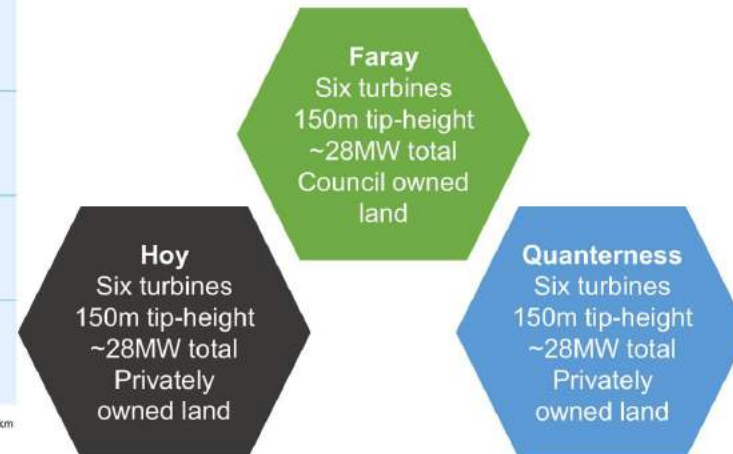 Faray
Six turbines
150m tip-height
~28MW total
Council owned
land
Hoy
Six turbines
150m tip-height
~28MW total
Privately
owned land
Quanterness
Six turbines
150m tip-height
~28MW total
Privately
owned land
km